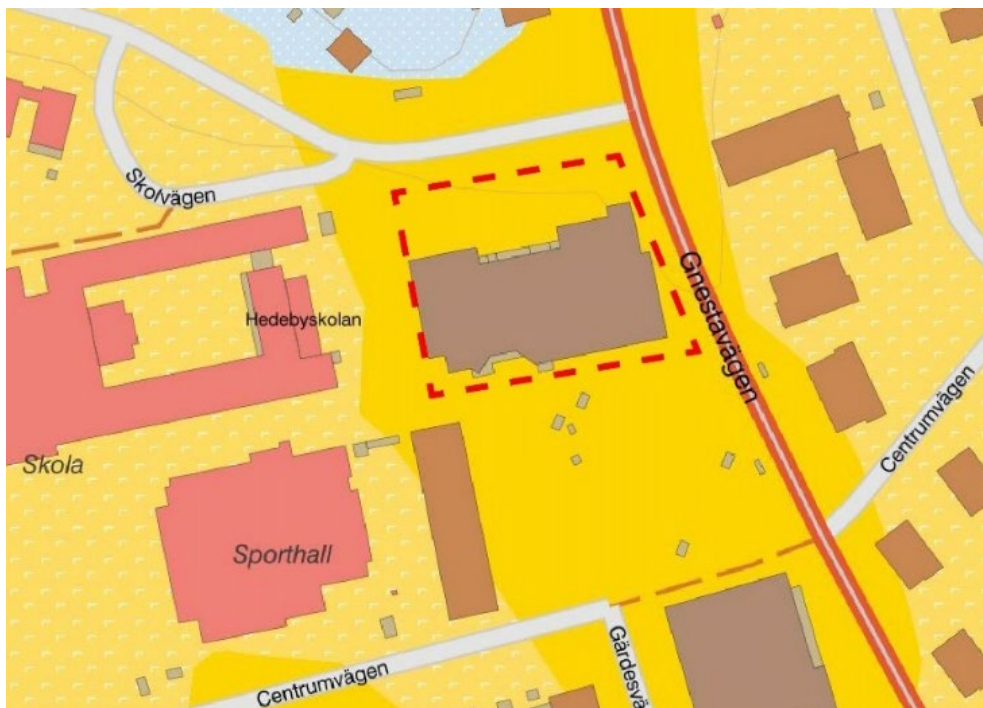 Skolvägen
Gnestavägen
Hedebyskolan
Centrumvägen
Skola
Sporthall
Centrumvägen
Gärdesvä